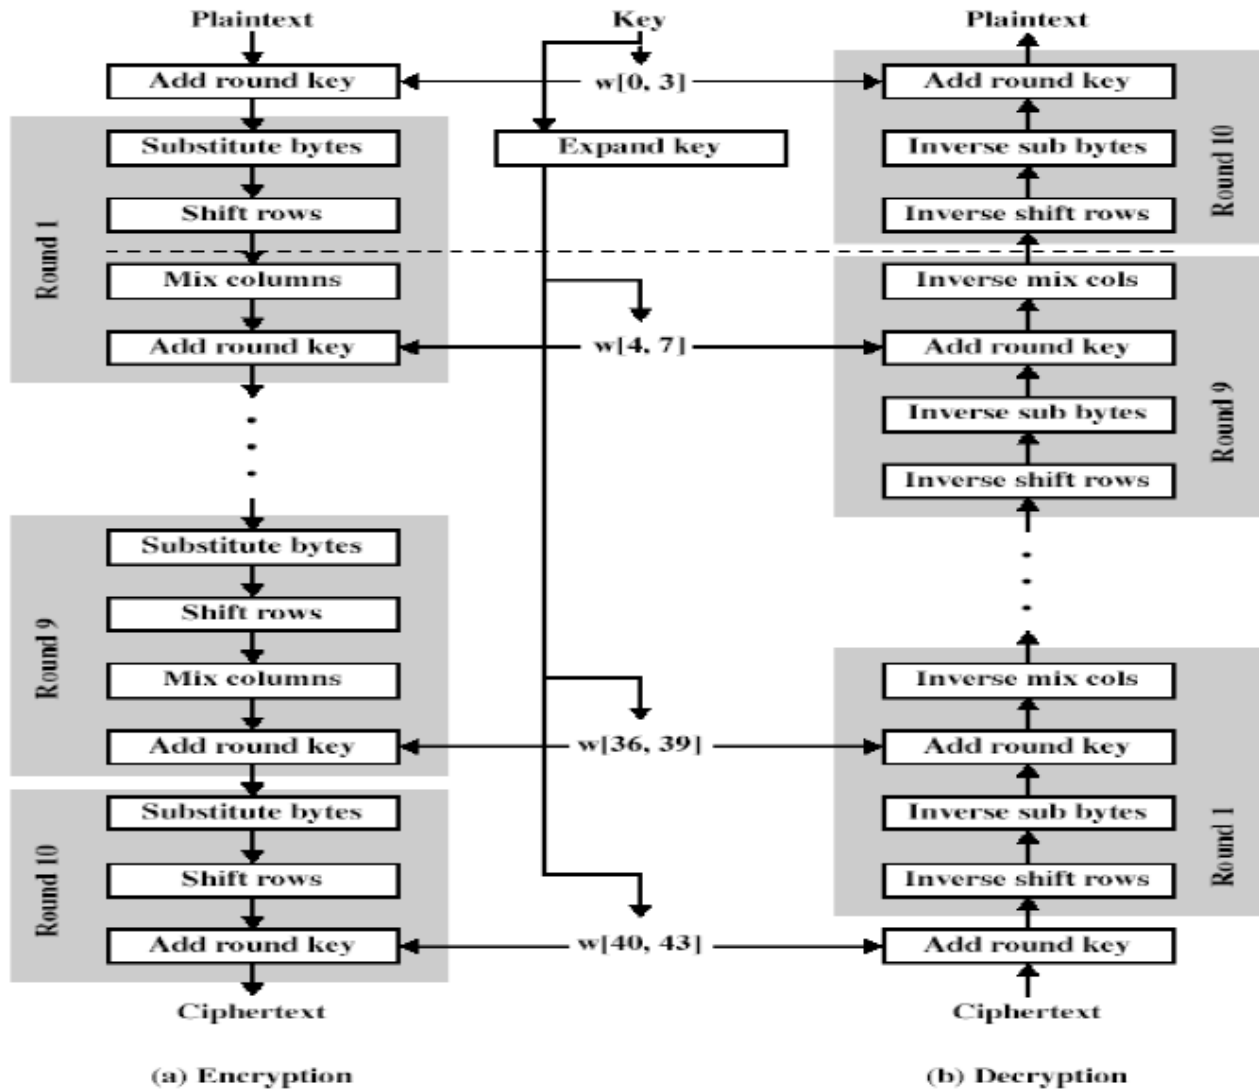 Plaintext
Key
Plaintext
Add round key
w[0, 3]
Add round key
Substitute bytes
Expand key
Inverse sub bytes
Round 10
Shift rows
Inverse shift rows
Round 1
Mix columns
Inverse mix cols
Add round key
w[4, 7]
Add round key
Round 9
Inverse sub bytes
Inverse shift rows
Substitute bytes
Shift rows
Round 9
Mix columns
Inverse mix cols
Add round key
w[36, 39]
Add round key
Substitute bytes
Inverse sub bytes
Round 1
Round 10
Shift rows
Inverse shift rows
Add round key
w[40, 43]
Add round key
Ciphertext
Ciphertext
(a) Encryption
(b) Decryption